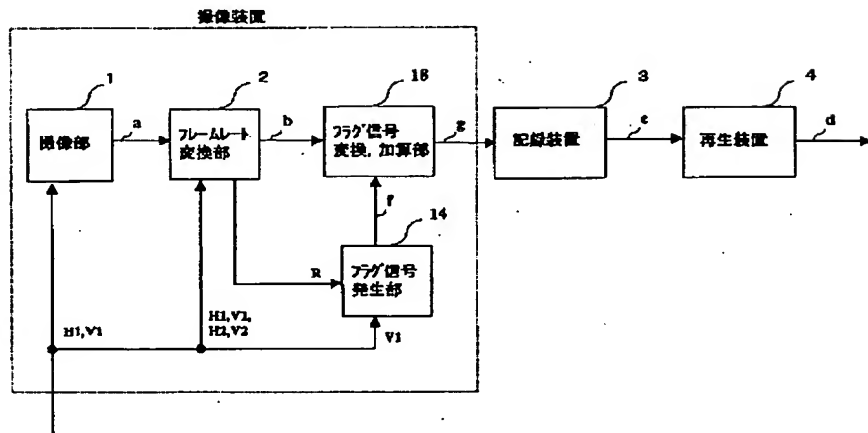 撮像装置
1
撮像部
a
2
フレームレート
変換部
b
18
フラグ信号
変換, 加算部
g
3
記録装置
c
4
再生装置
d
f
14
フラグ信号
発生部
R
H1,V1
H1,V1,
H2,V2
V1